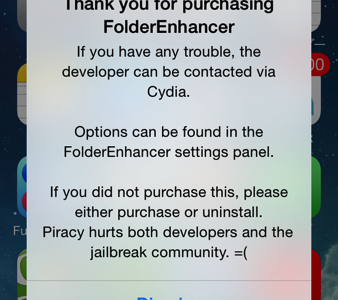 Thank you for purchasing
FolderEnhancer
If you have any trouble, the
developer can be contacted via
Cydia.
Options can be found in the
FolderEnhancer settings panel.
If you did not purchase this, please
either purchase or uninstall.
Piracy hurts both developers and the
jailbreak community. =(